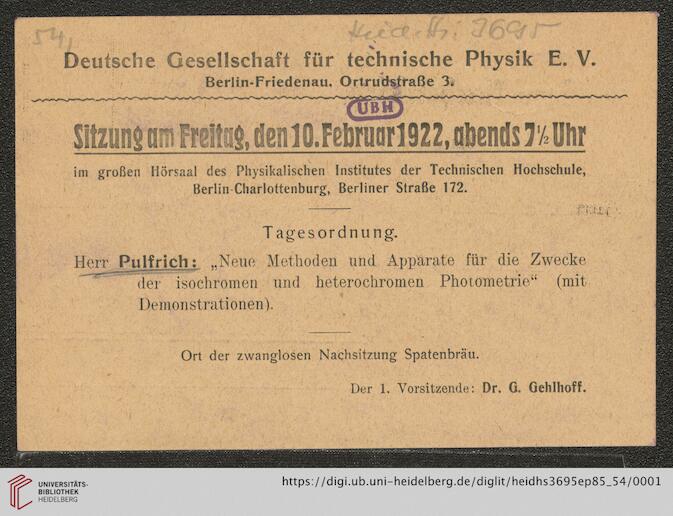 54,
Heid. Hs. 3695
Deutsche Gesellschaft für technische Physik E. V.
Berlin-Friedenau. Ortrudstraße 3.
UBH
Sitzung am Freitag, den 10. Februar 1922, abends 7½ Uhr
im großen Hörsaal des Physikalischen Institutes der Technischen Hochschule,
Berlin-Charlottenburg, Berliner Straße 172.
Tagesordnung.
Herr Pulfrich: „Neue Methoden und Apparate für die Zwecke
der isochromen und heterochromen Photometrie“ (mit
Demonstrationen).
Ort der zwanglosen Nachsitzung Spatenbräu.
Der 1. Vorsitzende: Dr. G. Gehlhoff.
UNIVERSITÄTS-
BIBLIOTHEK
HEIDELBERG
https://digi.ub.uni-heidelberg.de/diglit/heidhs3695ep85_54/0001